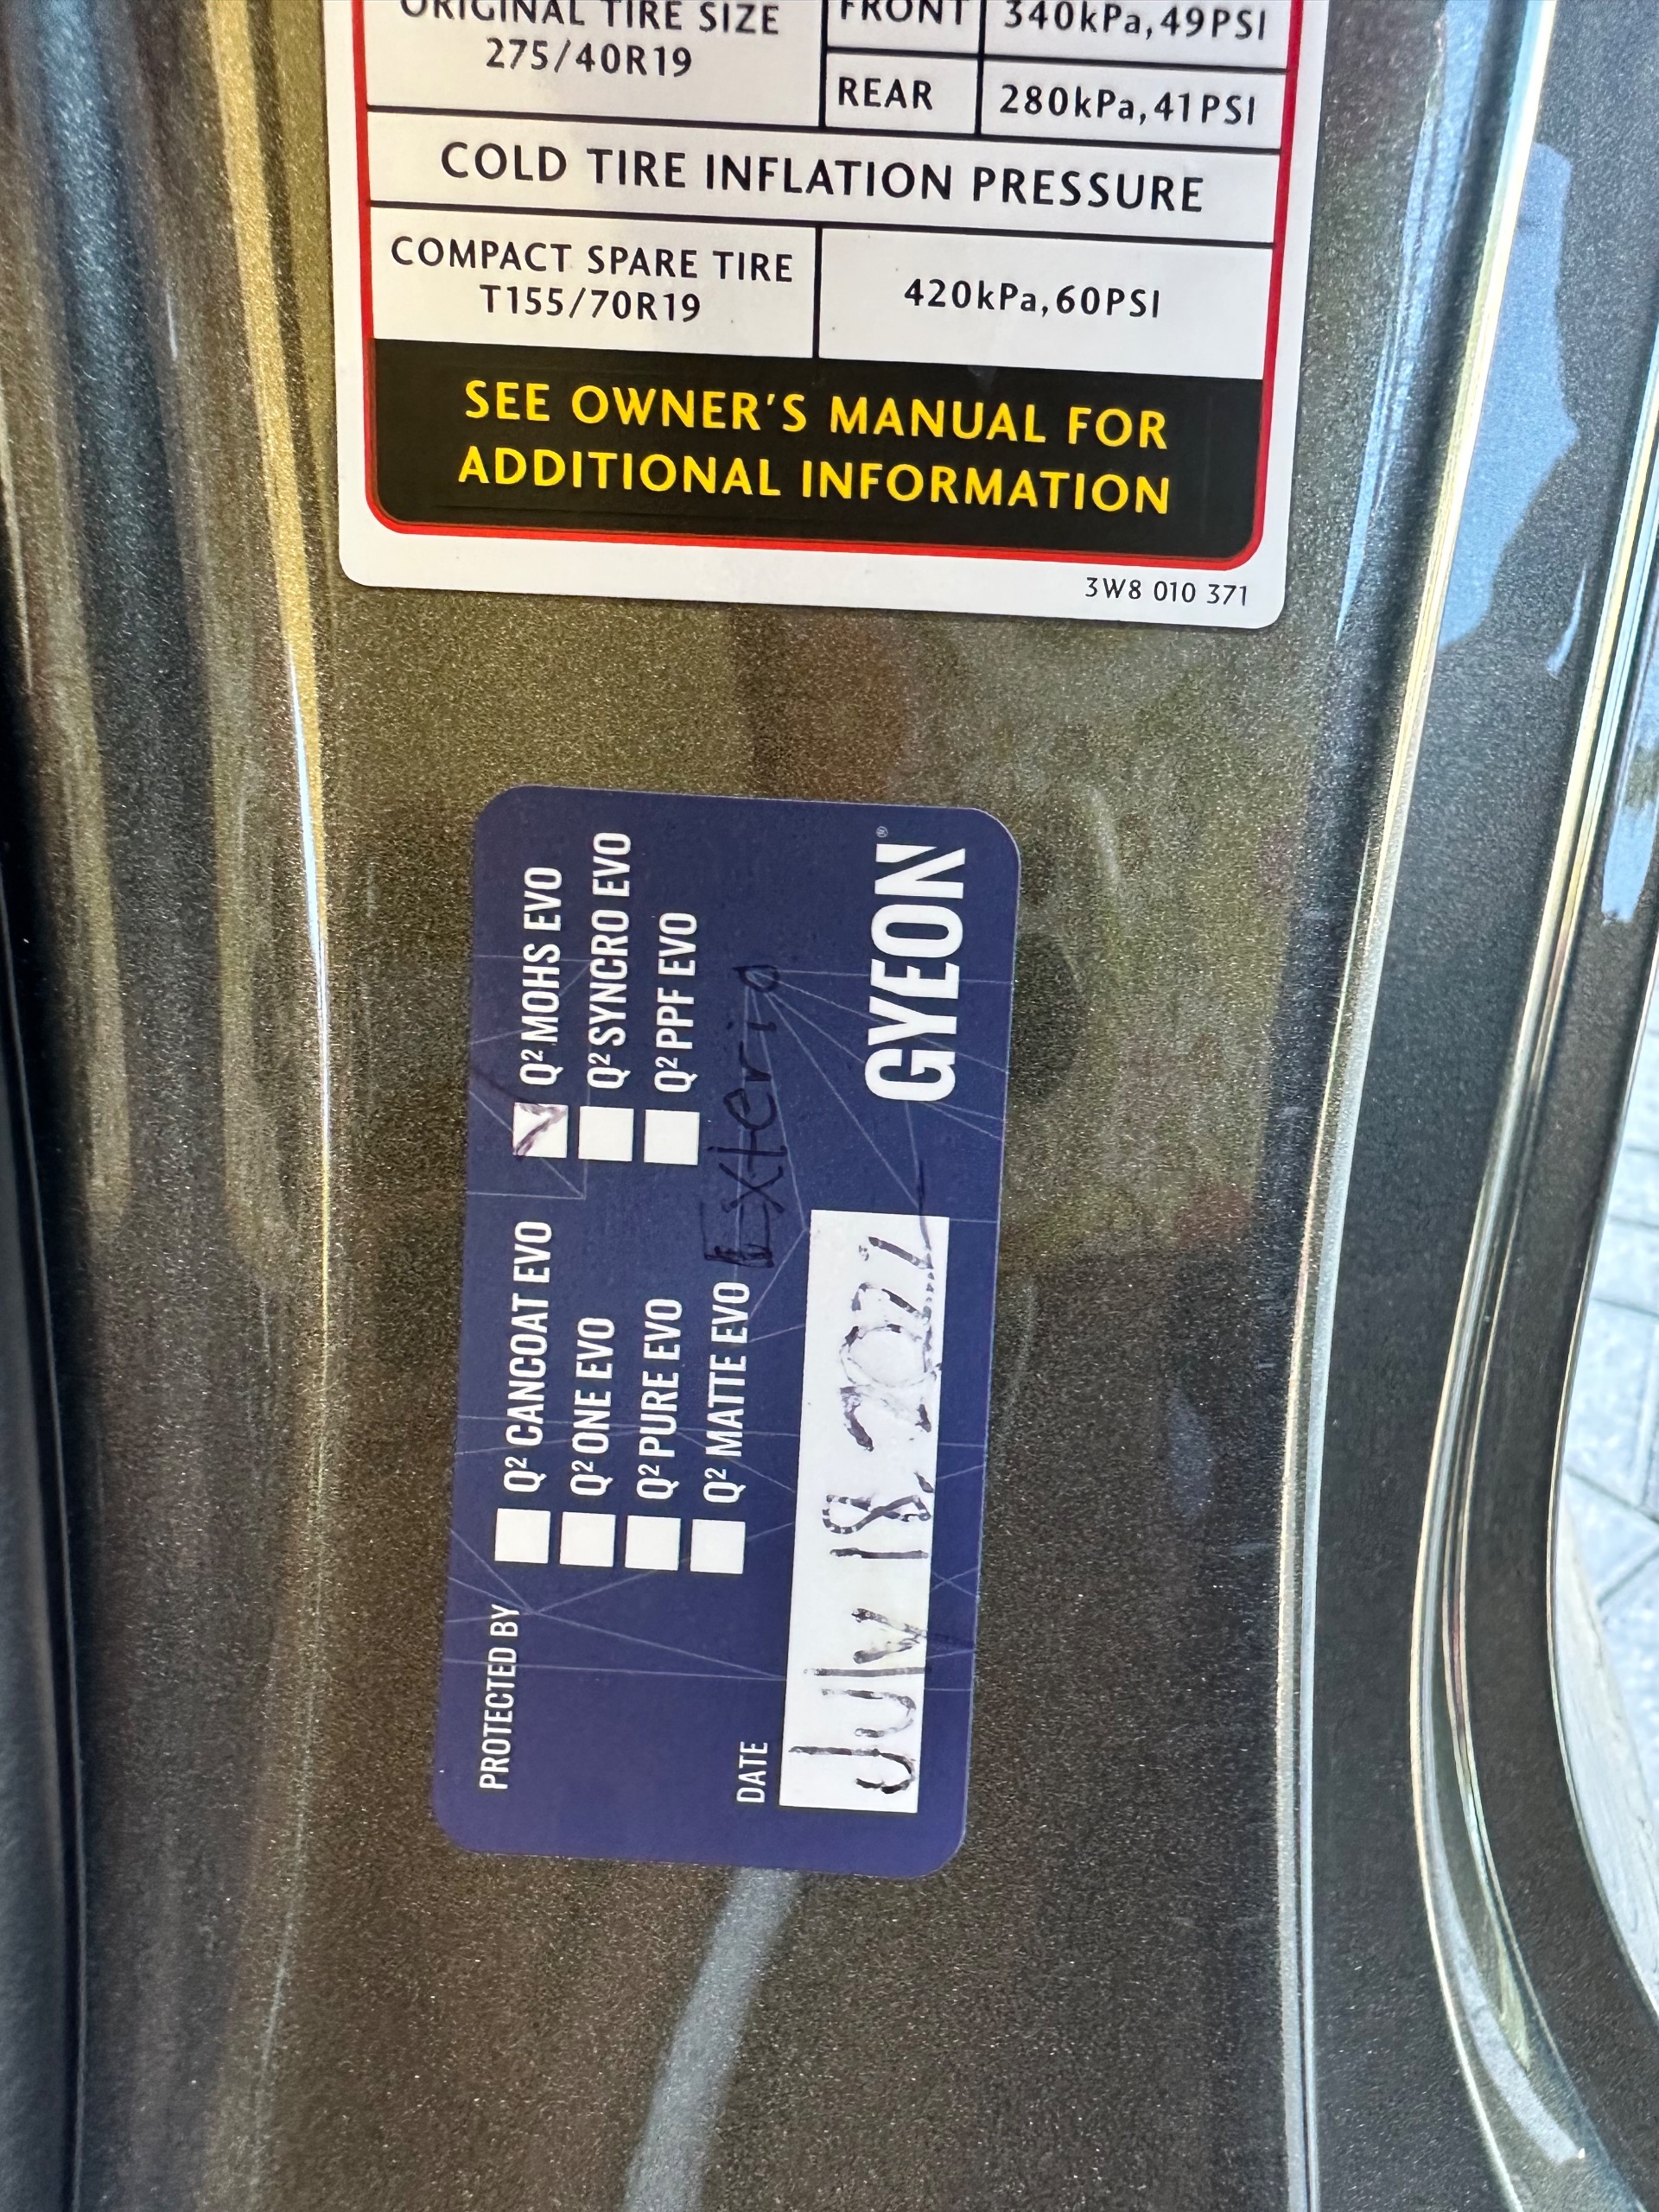 ORIGINAL TIRE SIZE
275/40R19
FRONT 340kPa,49PSI
REAR 280kPa,41PSI
COLD TIRE INFLATION PRESSURE
COMPACT SPARE TIRE
T155/70R19
420kPa,60PSI
SEE OWNER'S MANUAL FOR
ADDITIONAL INFORMATION
3W8 010 371
PROTECTED BY
Q² CANCOAT EVO
Q² ONE EVO
Q² PURE EVO
Q² MATTE EVO
Q² MOHS EVO
Q² SYNCRO EVO
Q² PPF EVO
Exterio
DATE
July 18. 2022
GYEON®